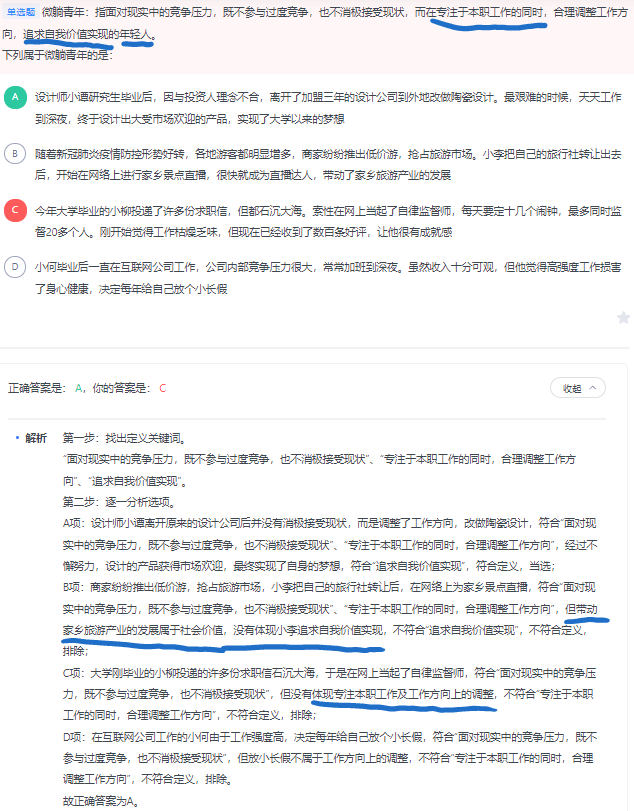 单选题 微躺青年：指面对现实中的竞争压力，既不参与过度竞争，也不消极接受现状，而在专注于本职工作的同时，合理调整工作方
向，追求自我价值实现的年轻人。
下列属于微躺青年的是：
A 设计师小谭研究生毕业后，因与投资人理念不合，离开了加盟三年的设计公司到外地改做陶瓷设计。最艰难的时候，天天工作
到深夜，终于设计出大受市场欢迎的产品，实现了大学以来的梦想
B 随着新冠肺炎疫情防控形势好转，各地游客都明显增多，商家纷纷推出低价游，抢占旅游市场。小李把自己的旅行社转让出去
后，开始在网络上进行家乡景点直播，很快就成为直播达人，带动了家乡旅游产业的发展
C 今年大学毕业的小柳投递了许多份求职信，但都石沉大海。索性在网上当起了自律监督师，每天要定十几个闹钟，最多同时监
督20多个人。刚开始觉得工作枯燥乏味，但现在已经收到了数百条好评，让他很有成就感
D 小何毕业后一直在互联网公司工作，公司内部竞争压力很大，常常加班到深夜。虽然收入十分可观，但他觉得高强度工作损害
了身心健康，决定每年给自己放个小长假
正确答案是： A，你的答案是： C
收起
解析 第一步：找出定义关键词。
“面对现实中的竞争压力，既不参与过度竞争，也不消极接受现状”、“专注于本职工作的同时，合理调整工作方
向”、“追求自我价值实现”。
第二步：逐一分析选项。
A项：设计师小谭离开原来的设计公司后并没有消极接受现状，而是调整了工作方向，改做陶瓷设计，符合“面对现
实中的竞争压力，既不参与过度竞争，也不消极接受现状”、“专注于本职工作的同时，合理调整工作方向”，经过不
懈努力，设计的产品获得市场欢迎，最终实现了自身的梦想，符合“追求自我价值实现”，符合定义，当选；
B项：商家纷纷推出低价游，抢占旅游市场，小李把自己的旅行社转让后，在网络上为家乡景点直播，符合“面对现
实中的竞争压力，既不参与过度竞争，也不消极接受现状”、“专注于本职工作的同时，合理调整工作方向”，但带动
家乡旅游产业的发展属于社会价值，没有体现小李追求自我价值实现，不符合“追求自我价值实现”，不符合定义，
排除；
C项：大学刚毕业的小柳投递的许多份求职信石沉大海，于是在网上当起了自律监督师，符合“面对现实中的竞争压
力，既不参与过度竞争，也不消极接受现状”，但没有体现专注本职工作及工作方向上的调整，不符合“专注于本职
工作的同时，合理调整工作方向”，不符合定义，排除；
D项：在互联网公司工作的小何由于工作强度高，决定每年给自己放个小长假，符合“面对现实中的竞争压力，既不
参与过度竞争，也不消极接受现状”，但放小长假不属于工作方向上的调整，不符合“专注于本职工作的同时，合理
调整工作方向”，不符合定义，排除。
故正确答案为A。